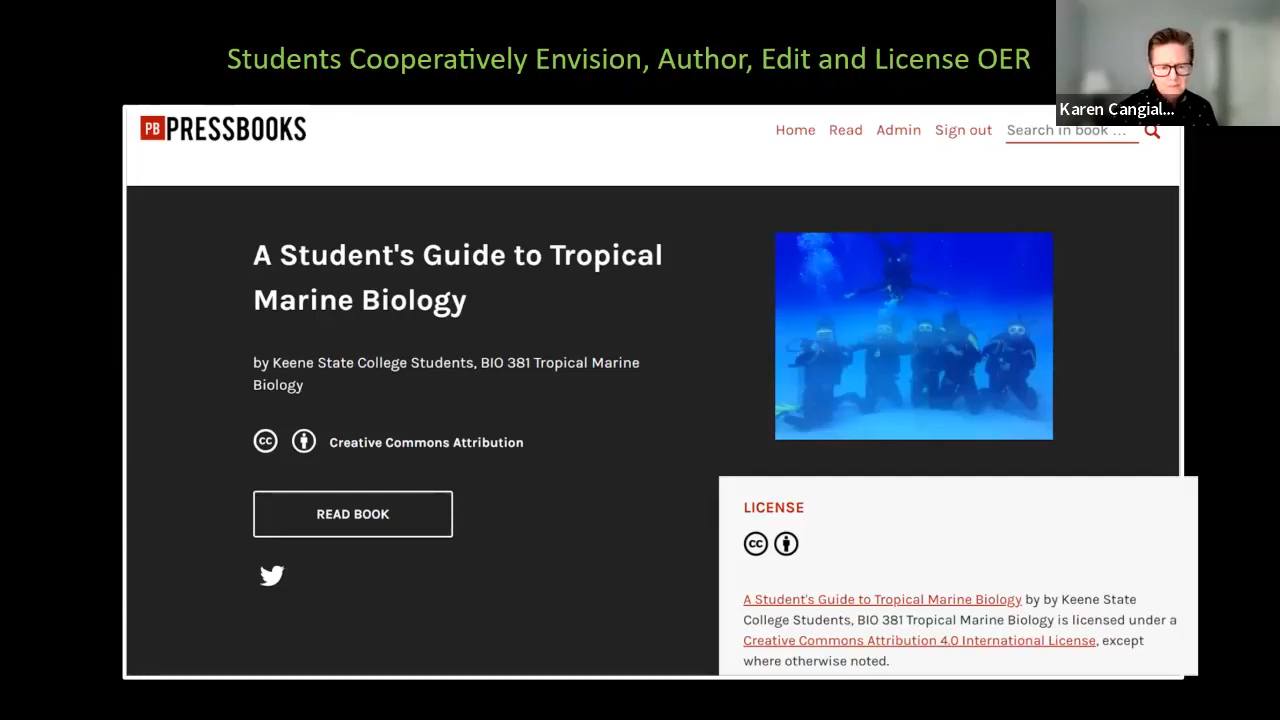 Students Cooperatively Envision, Author, Edit and License OER
Karen Cangial...
PB PRESSBOOKS
Home Read Admin Sign out Search in book ...
A Student's Guide to Tropical
Marine Biology
by Keene State College Students, BIO 381 Tropical Marine
Biology
cc Creative Commons Attribution
READ BOOK
LICENSE
cc
A Student's Guide to Tropical Marine Biology by by Keene State
College Students, BIO 381 Tropical Marine Biology is licensed under a
Creative Commons Attribution 4.0 International License, except
where otherwise noted.